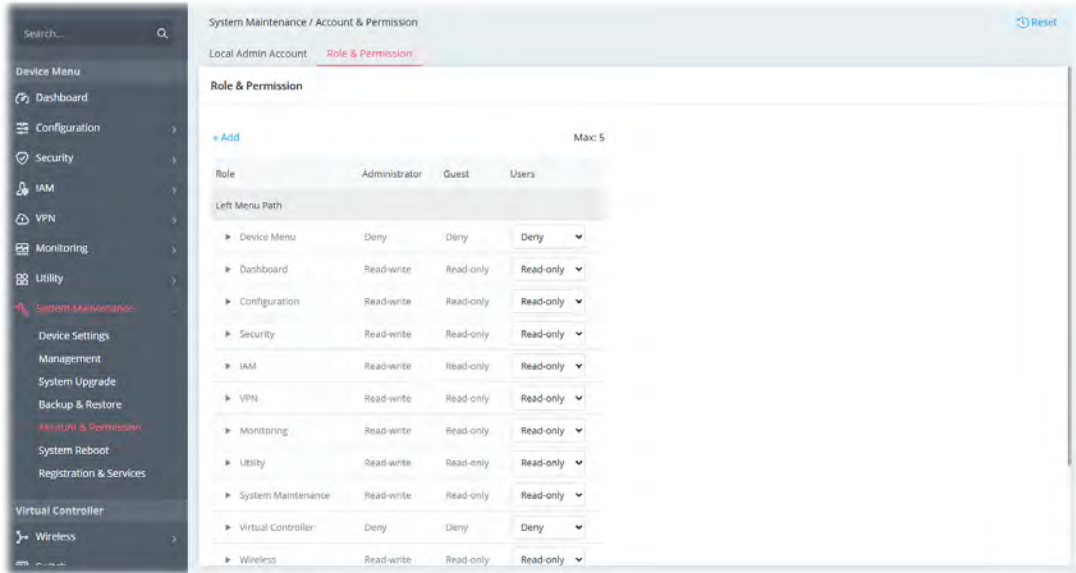 Search...
Device Menu
Dashboard
Configuration
Security
IAM
VPN
Monitoring
Utility
System Maintenance
Device Settings
Management
System Upgrade
Backup & Restore
Account & Permission
System Reboot
Registration & Services
Virtual Controller
Wireless
System Maintenance / Account & Permission
Reset
Local Admin Account Role & Permission
Role & Permission
+ Add Max: 5
Role Administrator Guest Users
Left Menu Path
Device Menu Deny Deny Deny
Dashboard Read-write Read-only Read-only
Configuration Read-write Read-only Read-only
Security Read-write Read-only Read-only
IAM Read-write Read-only Read-only
VPN Read-write Read-only Read-only
Monitoring Read-write Read-only Read-only
Utility Read-write Read-only Read-only
System Maintenance Read-write Read-only Read-only
Virtual Controller Deny Deny Deny
Wireless Read-write Read-only Read-only